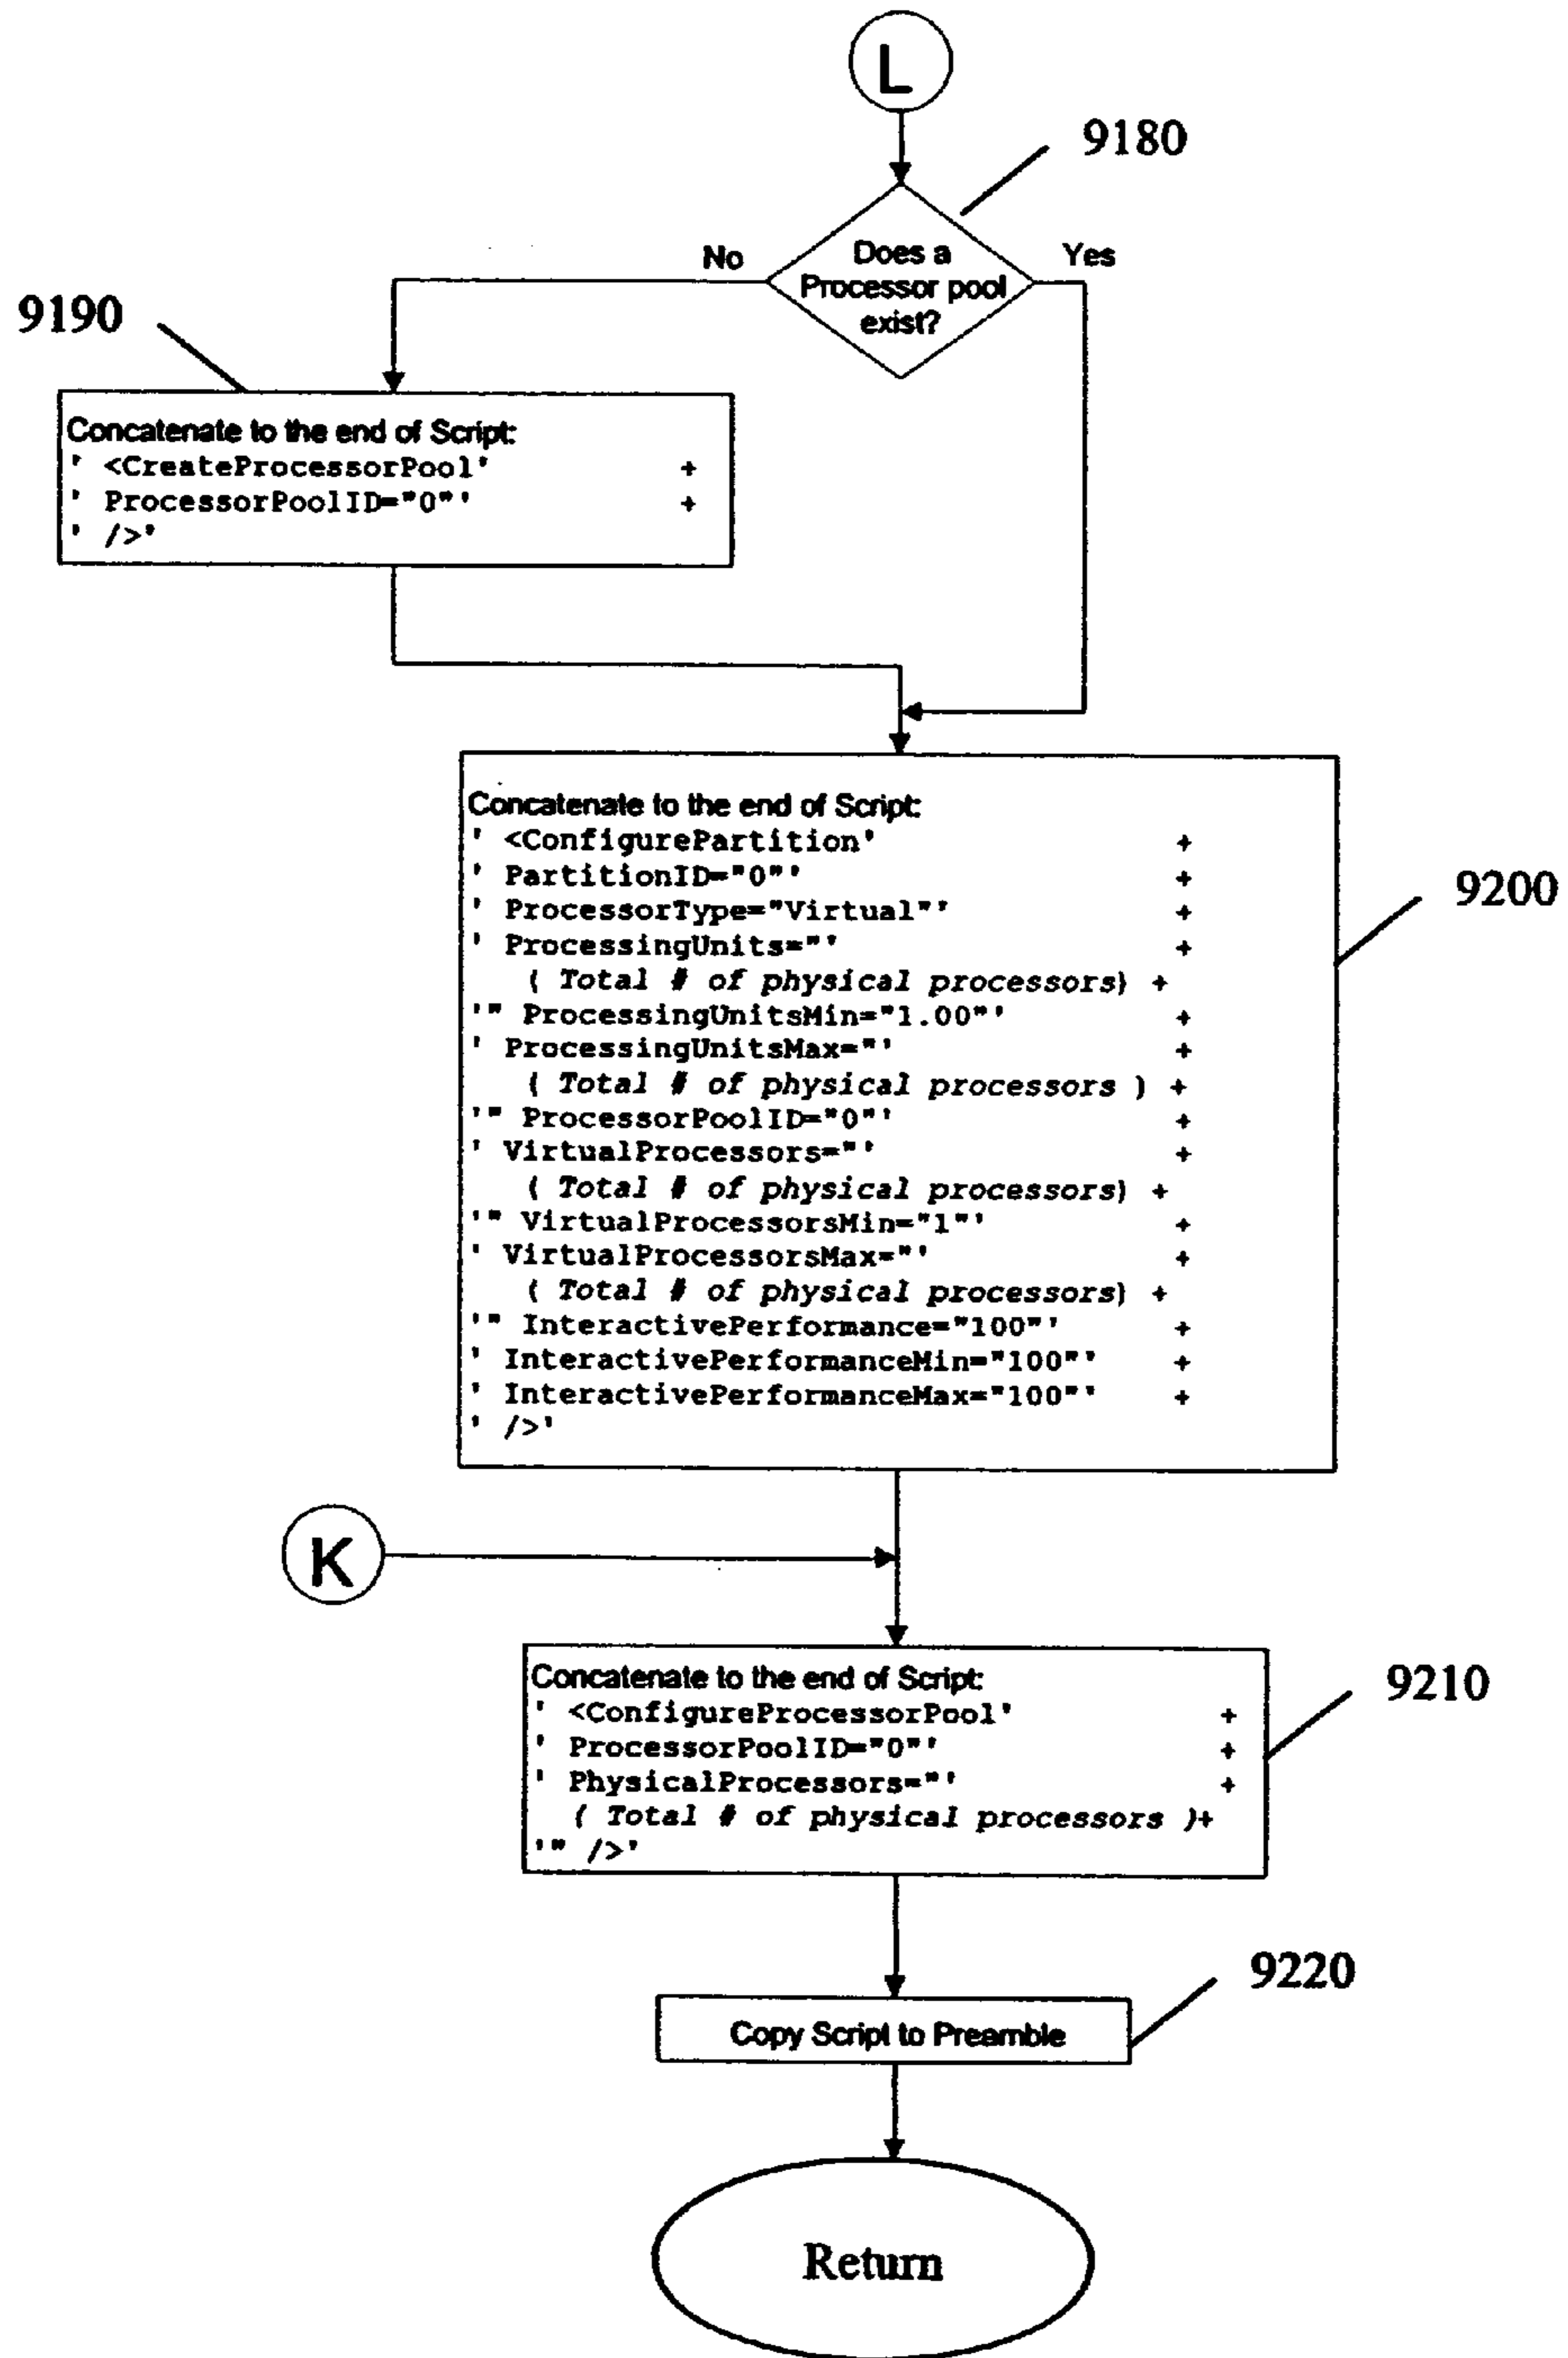 L
9180
No
Does a
Yes
Processor pool
exist?
9190
Concatenate to the end of Script:
' <CreateProcessorPool' +
' ProcessorPoolID="0"' +
' />'
Concatenate to the end of Script:
' <ConfigurePartition' +
' PartitionID="0"' +
' ProcessorType="Virtual"' +
' ProcessingUnits="' +
( Total # of physical processors) +
'" ProcessingUnitsMin="1.00"' +
' ProcessingUnitsMax="' +
( Total # of physical processors ) +
'" ProcessorPoolID="0"' +
' VirtualProcessors="' +
( Total # of physical processors) +
'" VirtualProcessorsMin="1"' +
' VirtualProcessorsMax="' +
( Total # of physical processors) +
'" InteractivePerformance="100"' +
' InteractivePerformanceMin="100"' +
' InteractivePerformanceMax="100"' +
' />'
9200
K
Concatenate to the end of Script:
' <ConfigureProcessorPool' +
' ProcessorPoolID="0"' +
' PhysicalProcessors="' +
( Total # of physical processors )+
'" />'
9210
9220
Copy Script to Preamble
Return